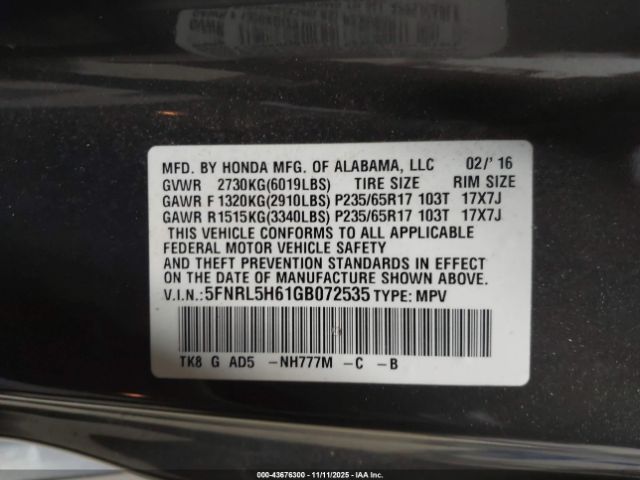 MFD. BY HONDA MFG. OF ALABAMA, LLC 02/' 16
GVWR 2730KG(6019LBS) TIRE SIZE RIM SIZE
GAWR F 1320KG(2910LBS) P235/65R17 103T 17X7J
GAWR R1515KG(3340LBS) P235/65R17 103T 17X7J
THIS VEHICLE CONFORMS TO ALL APPLICABLE
FEDERAL MOTOR VEHICLE SAFETY
AND THEFT PREVENTION STANDARDS IN EFFECT
ON THE DATE OF MANUFACTURE SHOWN ABOVE.
V.I.N.:5FNRL5H61GB072535 TYPE: MPV
TK8 G AD5 -NH777M -C -B
000-43676300 - 11/11/2025 - IAAI.COM